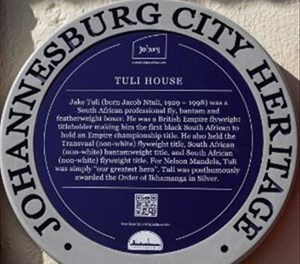 JOHANNESBURG CITY HERITAGE
Joburg
TULI HOUSE
Jake Tuli (born Jacob Ntuli, 1929 – 1998) was a
South African professional fly, bantam and
featherweight boxer. He was a British Empire flyweight
titleholder making him the first black South African to
hold an Empire championship title. He also held the
Transvaal (non-white) flyweight title, South African
(non-white) bantamweight title, and South African
(non-white) flyweight title. For Nelson Mandela, Tuli
was simply "our greatest hero". Tuli was posthumously
awarded the Order of Ikhamanga in Silver.